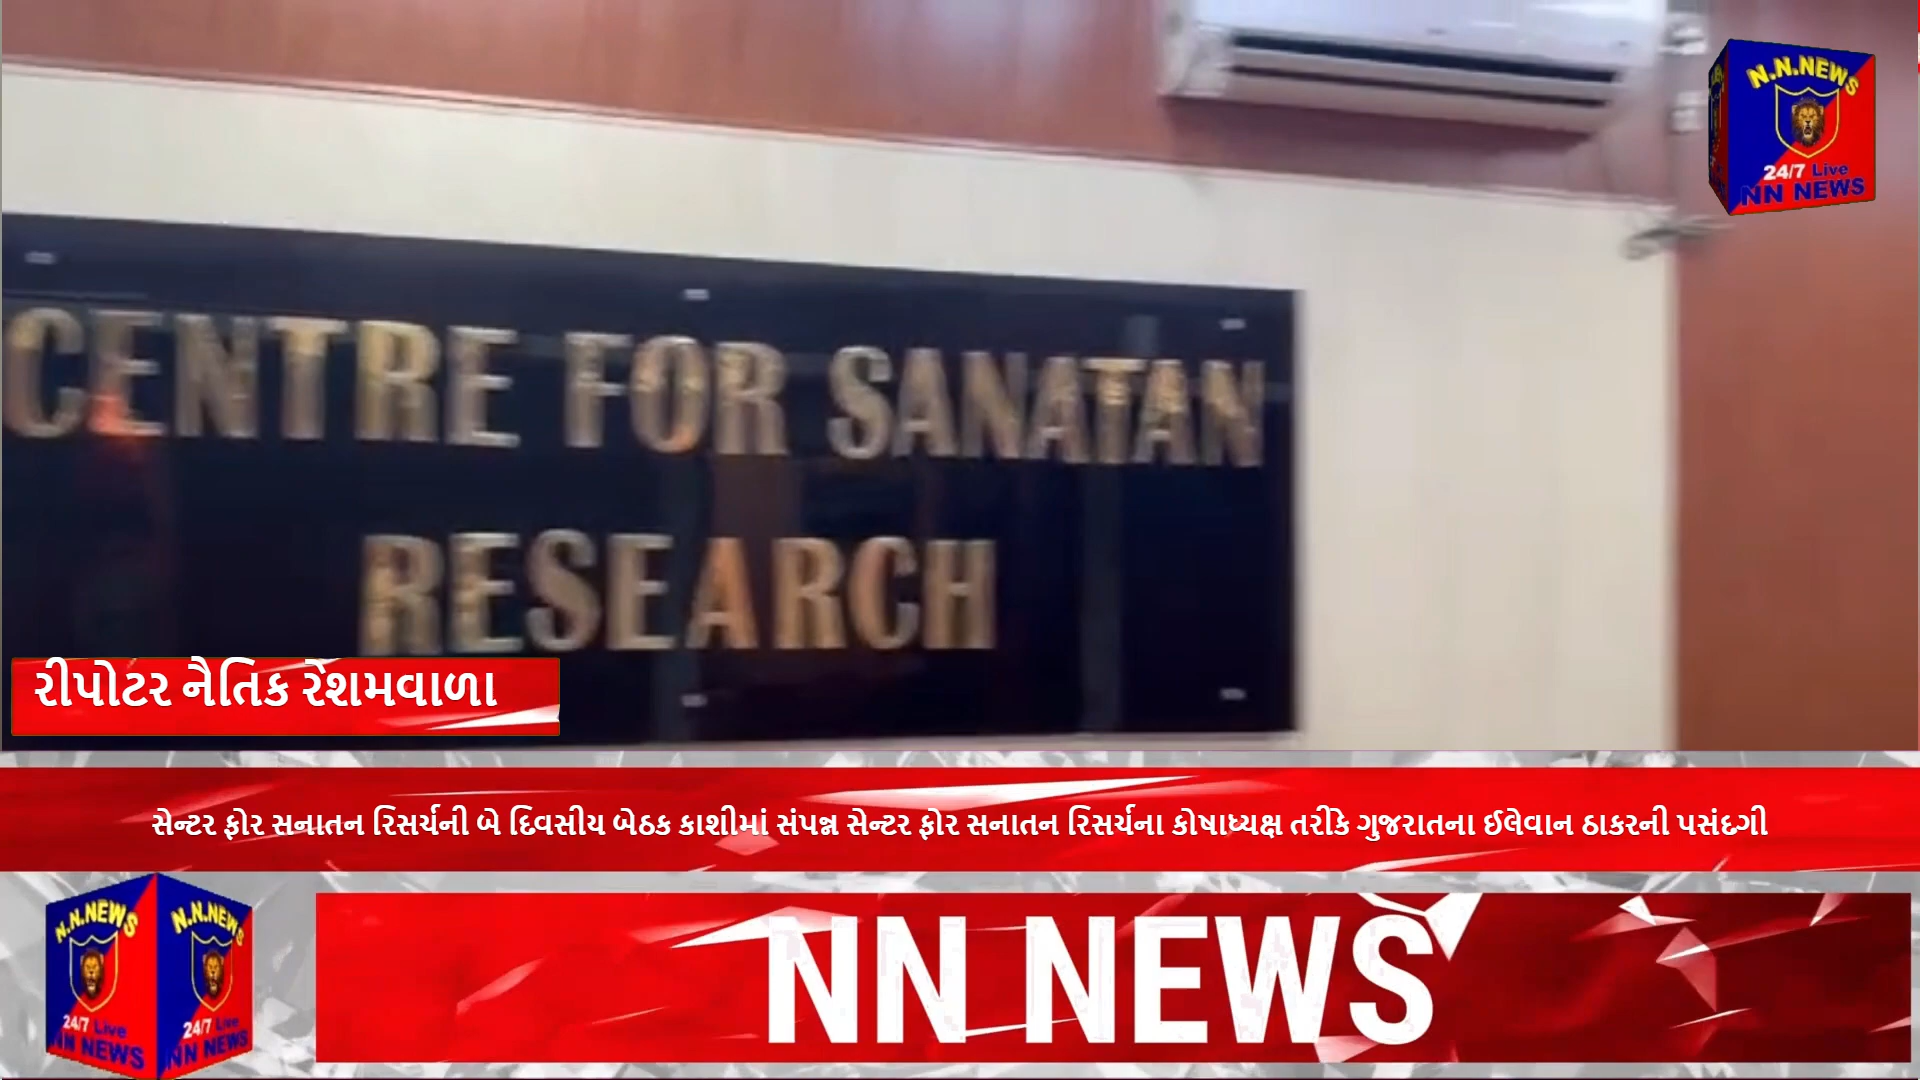 N.N.NEWS
24/7 Live
NN NEWS
CENTRE FOR SANATAN
RESEARCH
રીપોટર નૈતિક રેશમવાળા
સેન્ટર ફોર સનાતન રિસર્ચની બે દિવસીય બેઠક કાશીમાં સંપન્ન સેન્ટર ફોર સનાતન રિસર્ચના કોષાધ્યક્ષ તરીકે ગુજરાતના ઈલેવાન ઠાકરની પસંદગી
N.N.NEWS N.N.NEWS
24/7 Live 24/7 Live
NN NEWS NN NEWS
NN NEWS